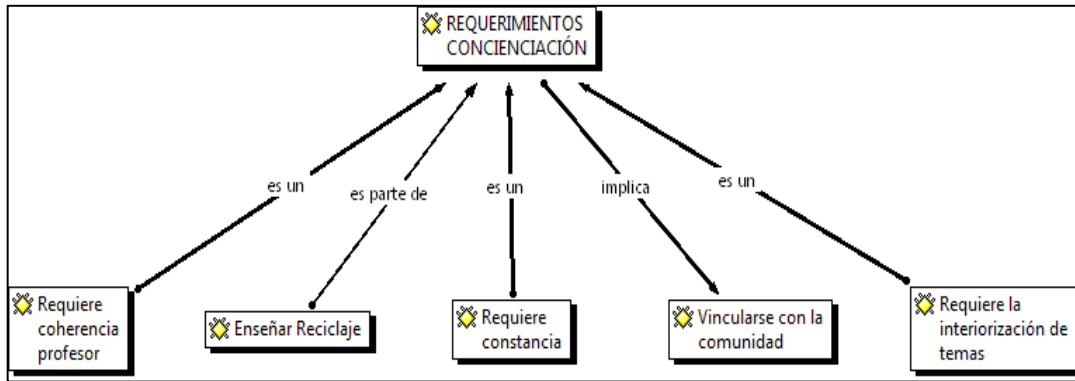 REQUERIMIENTOS
CONCIENCIACIÓN
es un
es parte de
es un
implica
es un
Requiere
coherencia
profesor
Enseñar Reciclaje
Requiere
constancia
Vincularse con la
comunidad
Requiere la
interiorización de
temas